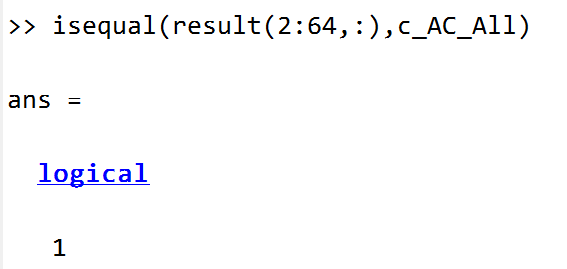 >> isequal(result(2:64,:),c_AC_All)
ans =
logical
1